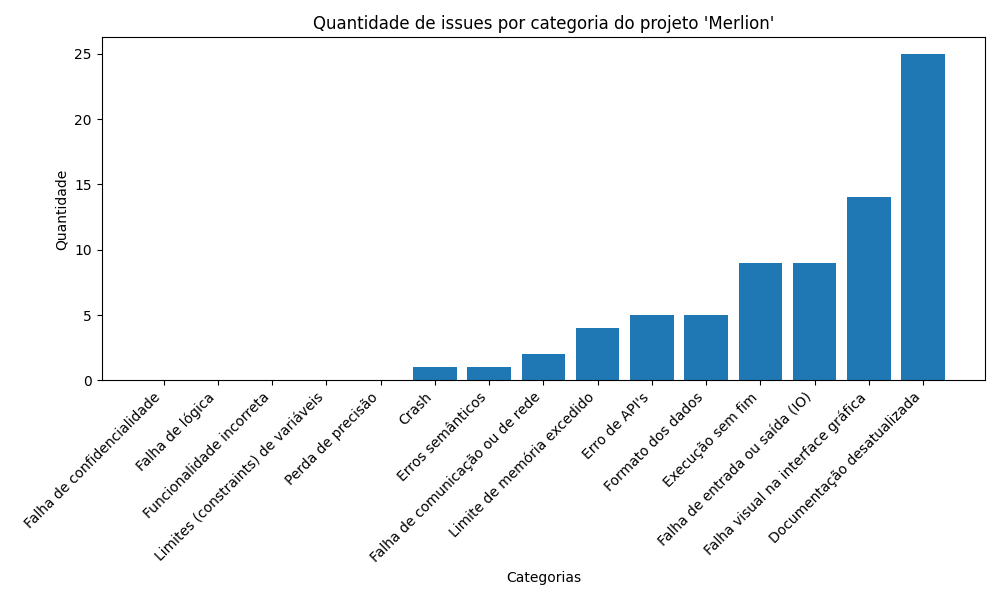 Quantidade de issues por categoria do projeto 'Merlion'
Quantidade
25
20
15
10
5
0
Falha de confidencialidade
Falha de lógica
Funcionalidade incorreta
Limites (constraints) de variáveis
Perda de precisão
Crash
Erros semânticos
Falha de comunicação ou de rede
Limite de memória excedido
Erro de API's
Formato dos dados
Execução sem fim
Falha de entrada ou saída (IO)
Falha visual na interface gráfica
Documentação desatualizada
Categorias